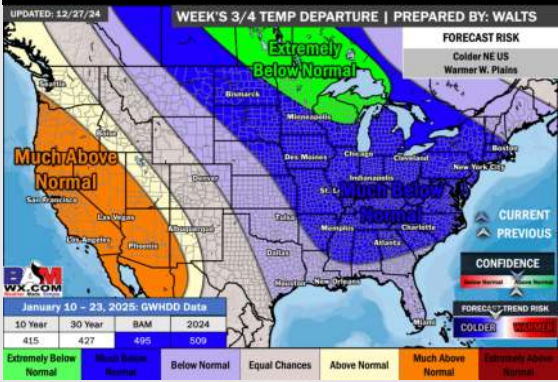 UPDATED: 12/27/24
WEEK'S 3/4 TEMP DEPARTURE | PREPARED BY: WALTS
FORECAST RISK
Colder NE US
Warmer W. Plains
Extremely
Below Normal
Seattle
Bismarck
Minneapolis
Boise
Boston
Des Moines
Chicago
Cleveland
New York City
Much Above
Normal
Denver
Indianapolis
St. L
Much Below
Normal
San Francisco
Las Vegas
Tulsa
Memphis
Charlotte
Los Angeles
Phoenix
Albuquerque
Dallas
Atlanta
CURRENT
PREVIOUS
Houston
New Orleans
Miami
BAM
WX.COM
CONFIDENCE
Below Normal
Above Normal
January 10 – 23, 2025: GWHDD Data
10 Year 30 Year BAM 2024
415 427 495 509
FORECAST TREND RISK
COLDER WARMER
Extremely Below
Normal
Much Below
Normal
Below Normal
Equal Chances
Above Normal
Much Above
Normal
Extremely Above
Normal